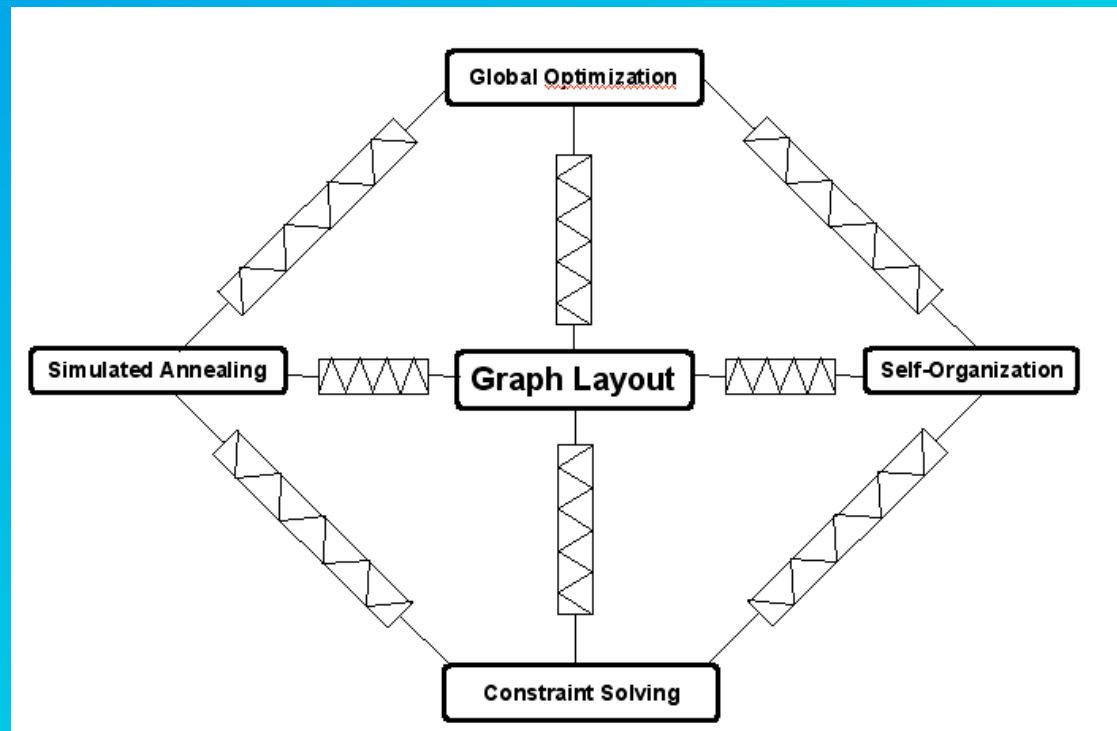 Global Optimization
Simulated Annealing
Graph Layout
Self-Organization
Constraint Solving